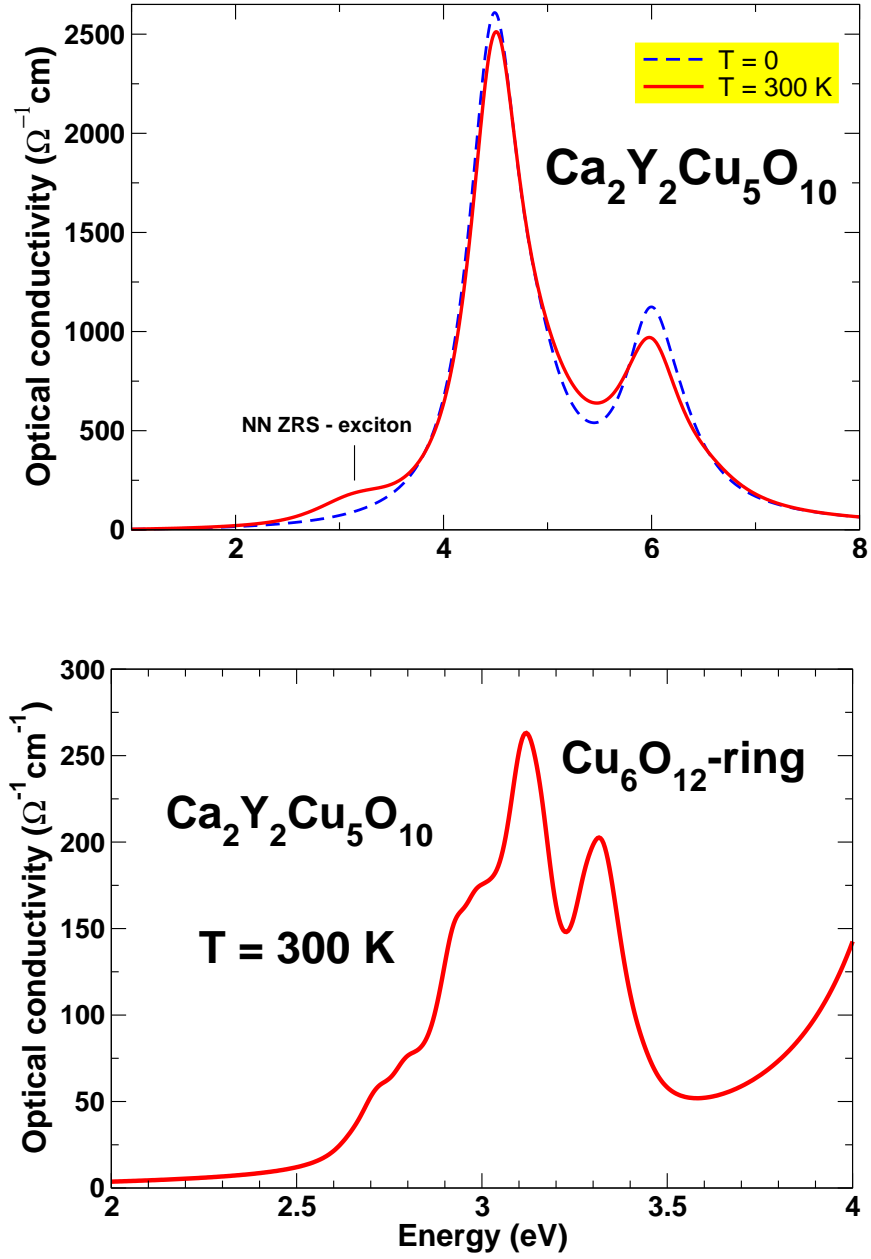 Optical conductivity (Ω⁻¹cm)
2500
2000
1500
1000
500
0
2
4
6
8
T = 0
T = 300 K
Ca₂Y₂Cu₅O₁₀
NN ZRS - exciton
Optical conductivity (Ω⁻¹cm⁻¹)
300
250
200
150
100
50
0
2
2.5
3
3.5
4
Energy (eV)
Cu₆O₁₂-ring
Ca₂Y₂Cu₅O₁₀
T = 300 K